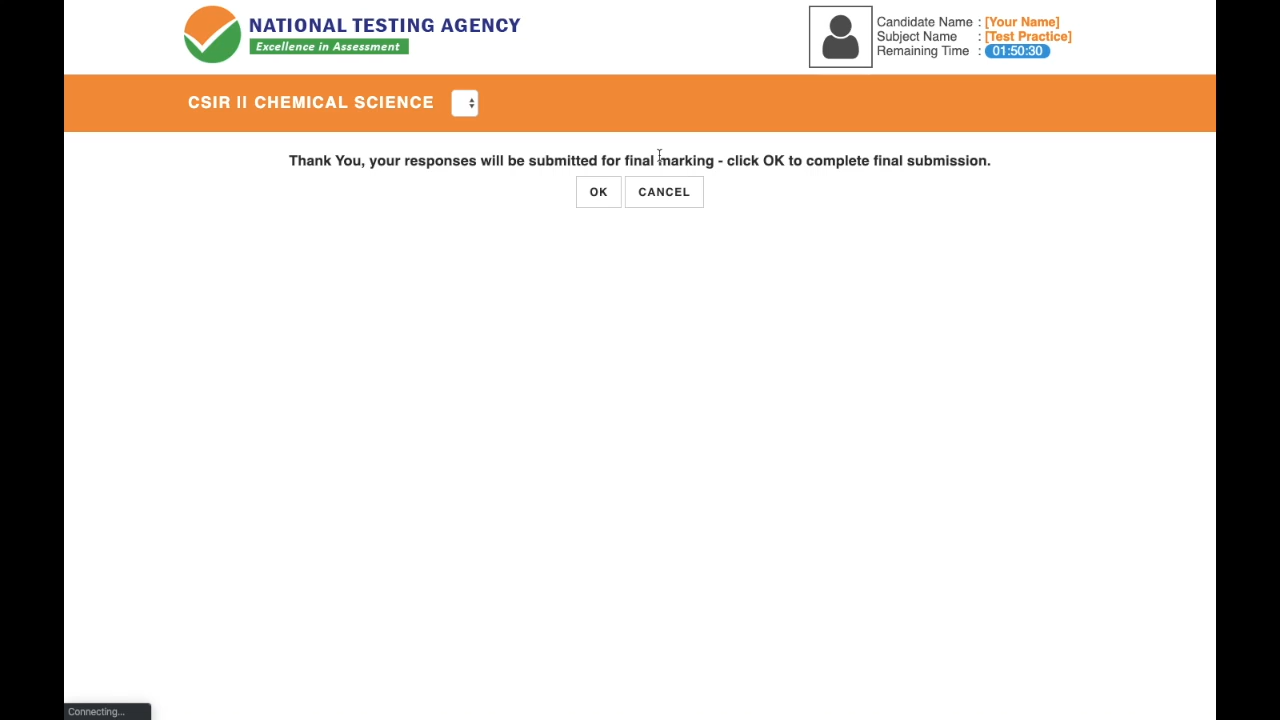 NATIONAL TESTING AGENCY
Excellence in Assessment
Candidate Name : [Your Name]
Subject Name : [Test Practice]
Remaining Time : 01:50:30
CSIR II CHEMICAL SCIENCE
Thank You, your responses will be submitted for final marking - click OK to complete final submission.
OK CANCEL
Connecting...